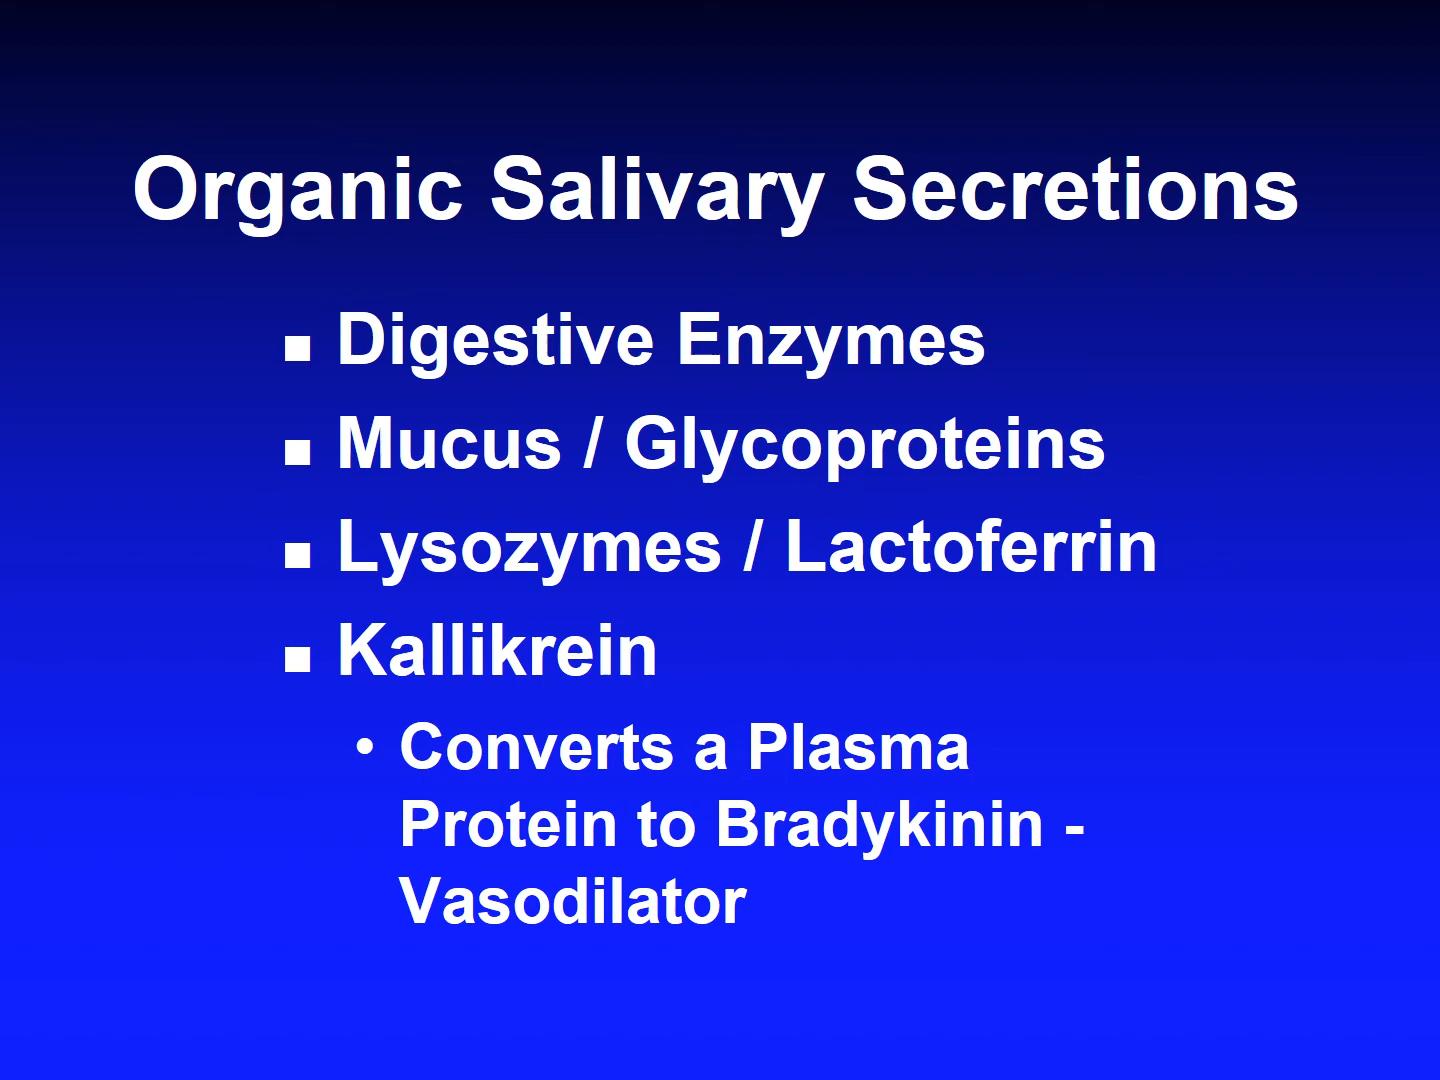 Organic Salivary Secretions
■ Digestive Enzymes
■ Mucus / Glycoproteins
■ Lysozymes / Lactoferrin
■ Kallikrein
• Converts a Plasma
Protein to Bradykinin -
Vasodilator